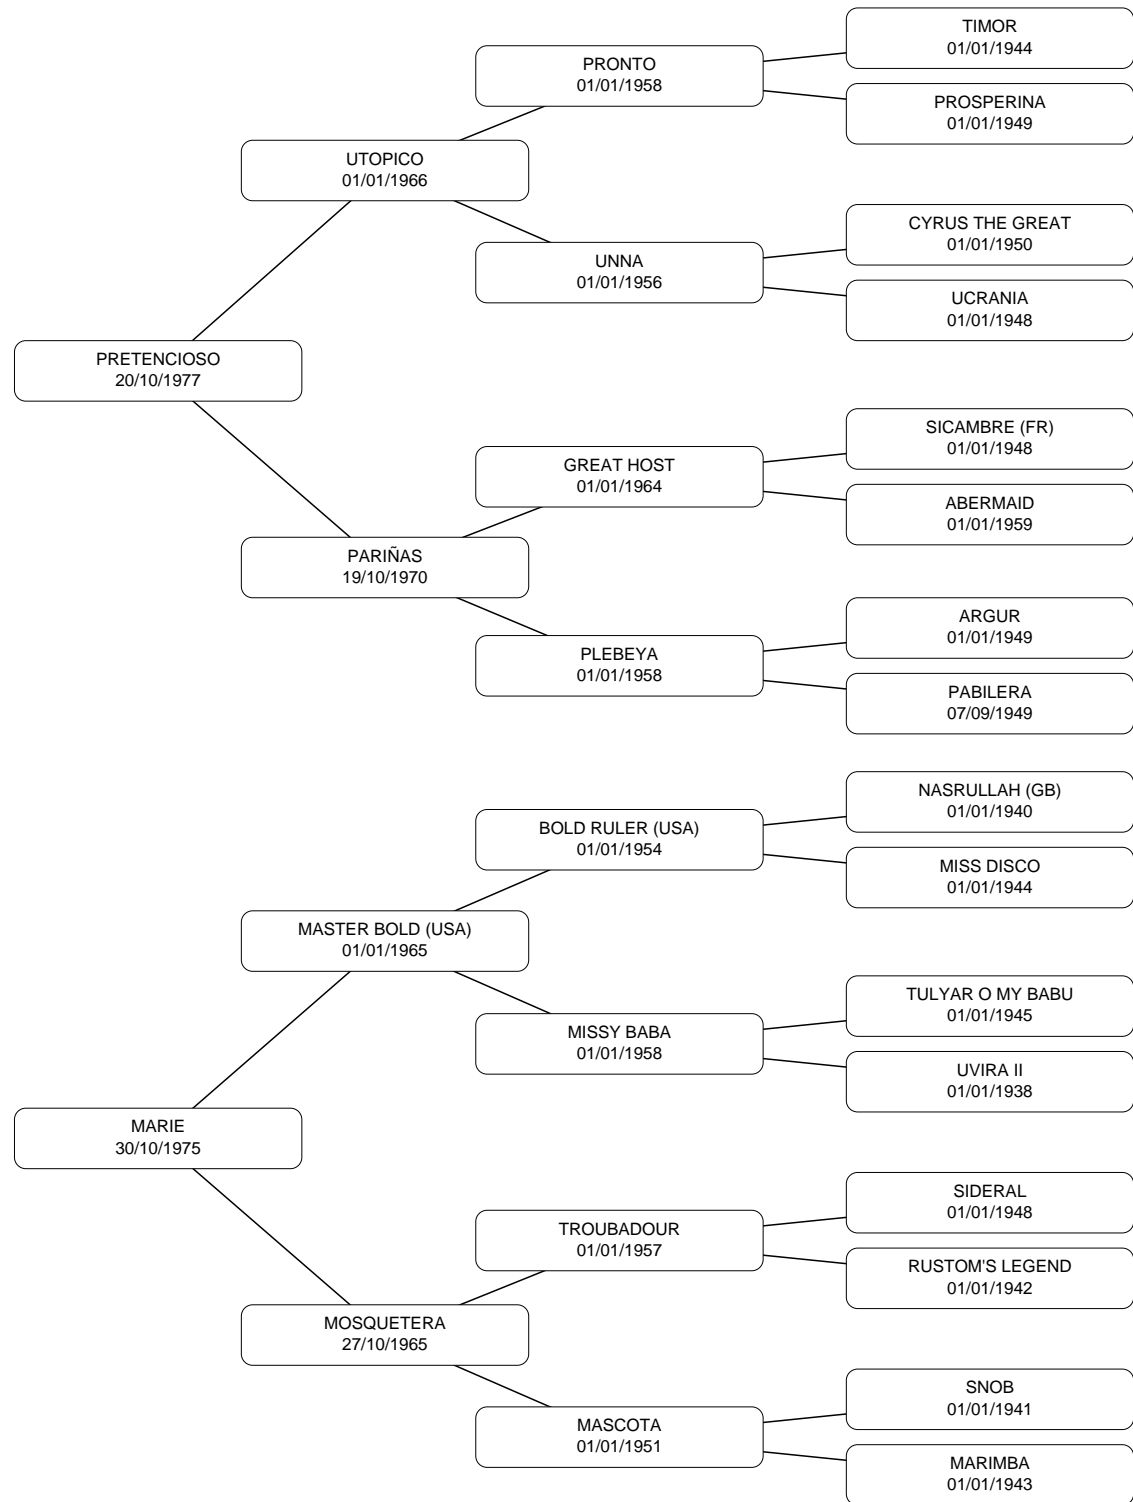 TIMOR
01/01/1944
PRONTO
01/01/1958
PROSPERINA
01/01/1949
UTOPICO
01/01/1966
CYRUS THE GREAT
01/01/1950
UNNA
01/01/1956
UCRANIA
01/01/1948
PRETENCIOSO
20/10/1977
SICAMBRE (FR)
01/01/1948
GREAT HOST
01/01/1964
ABERMAID
01/01/1959
PARIÑAS
19/10/1970
ARGUR
01/01/1949
PLEBEYA
01/01/1958
PABILERA
07/09/1949
NASRULLAH (GB)
01/01/1940
BOLD RULER (USA)
01/01/1954
MISS DISCO
01/01/1944
MASTER BOLD (USA)
01/01/1965
TULYAR O MY BABU
01/01/1945
MISSY BABA
01/01/1958
UVIRA II
01/01/1938
MARIE
30/10/1975
SIDERAL
01/01/1948
TROUBADOUR
01/01/1957
RUSTOM'S LEGEND
01/01/1942
MOSQUETERA
27/10/1965
SNOB
01/01/1941
MASCOTA
01/01/1951
MARIMBA
01/01/1943